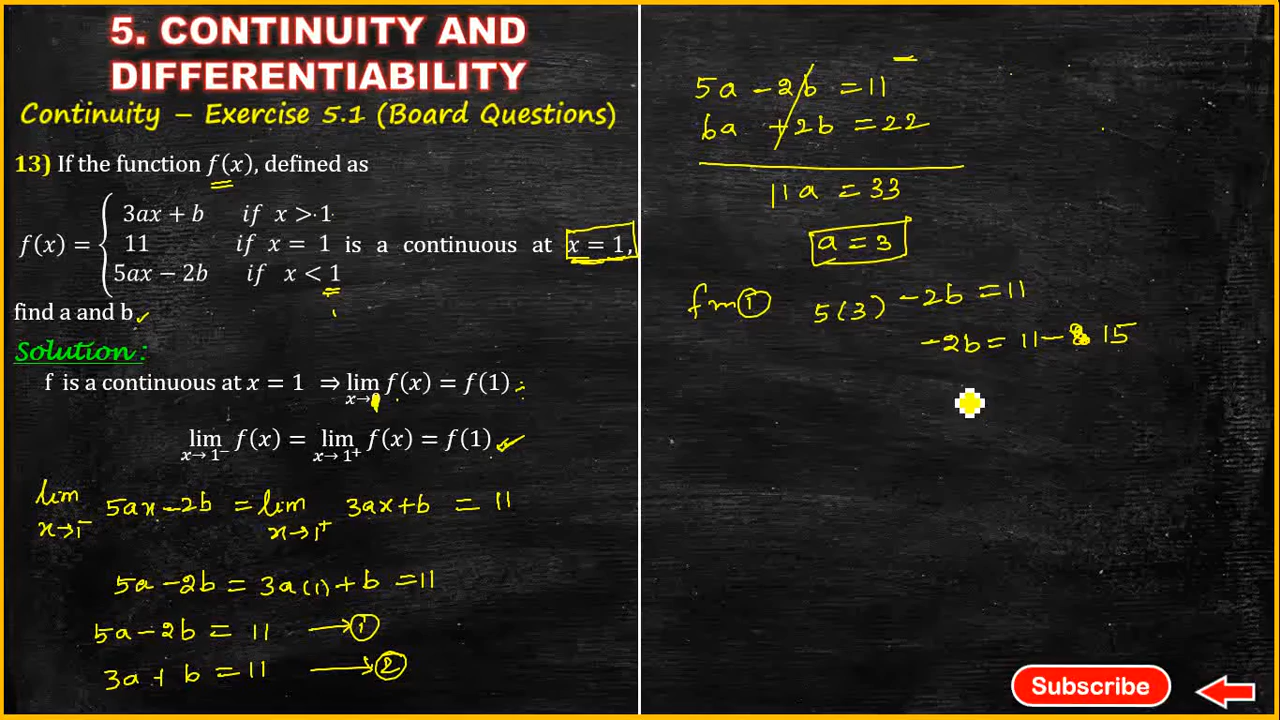 5. CONTINUITY AND
DIFFERENTIABILITY
Continuity – Exercise 5.1 (Board Questions)
13) If the function f(x), defined as
f(x) = { 3ax + b if x > 1
11 if x = 1 is a continuous at x = 1,
5ax − 2b if x < 1
find a and b
Solution :
f is a continuous at x = 1 ⇒ lim f(x) = f(1)
x→
lim f(x) = lim f(x) = f(1)
x→1⁻ x→1⁺
lim 5ax − 2b = lim 3ax + b = 11
x→1⁻ x→1⁺
5a − 2b = 3a(1) + b = 11
5a − 2b = 11 → ①
3a + b = 11 → ②
5a − 2b = 11
6a + 2b = 22
11a = 33
a = 3
fm ① 5(3) − 2b = 11
−2b = 11 − 15
Subscribe